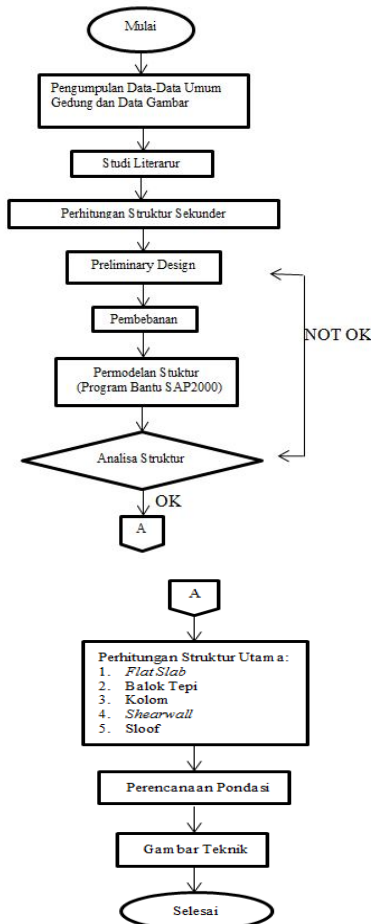 Mulai
Pengumpulan Data-Data Umum
Gedung dan Data Gambar
Studi Literarur
Perhitungan Struktur Sekunder
Preliminary Design
Pembebanan
NOT OK
Permodelan Stuktur
(Program Bantu SAP2000)
Analisa Struktur
OK
A
A
Perhitungan Struktur Utama:
1. Flat Slab
2. Balok Tepi
3. Kolom
4. Shearwall
5. Sloof
Perencanaan Pondasi
Gambar Teknik
Selesai